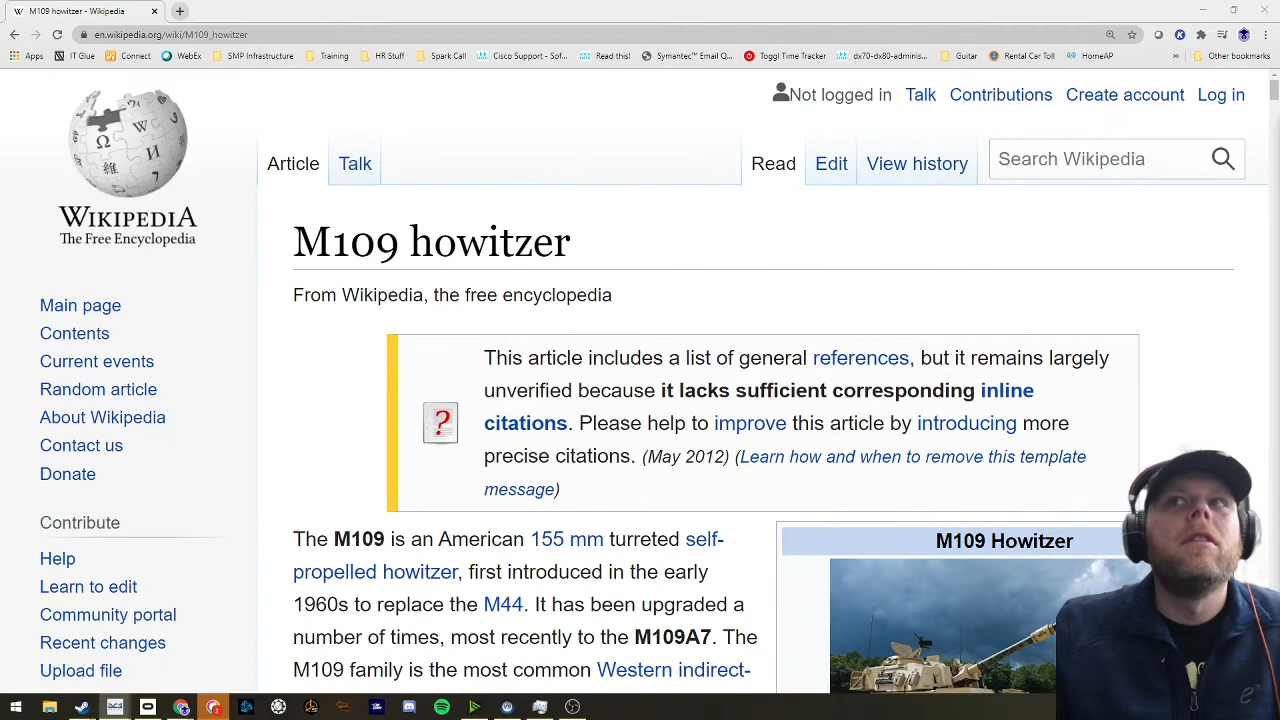 M109 howitzer - Wikipedia
en.wikipedia.org/wiki/M109_howitzer
Apps IT Glue Connect WebEx SMP Infrastructure Training HR Stuff Spark Call Cisco Support - Sof... Read this! Symantec™ Email Q... Toggl Time Tracker dx70-dx80-adminis... Guitar Rental Car Toll HomeAP » Other bookmarks
Not logged in Talk Contributions Create account Log in
Article Talk Read Edit View history Search Wikipedia
WIKIPEDIA
The Free Encyclopedia
Main page
Contents
Current events
Random article
About Wikipedia
Contact us
Donate
Contribute
Help
Learn to edit
Community portal
Recent changes
Upload file
M109 howitzer
From Wikipedia, the free encyclopedia
This article includes a list of general references, but it remains largely
unverified because it lacks sufficient corresponding inline
citations. Please help to improve this article by introducing more
precise citations. (May 2012) (Learn how and when to remove this template
message)
The M109 is an American 155 mm turreted self-
propelled howitzer, first introduced in the early
1960s to replace the M44. It has been upgraded a
number of times, most recently to the M109A7. The
M109 family is the most common Western indirect-
M109 Howitzer